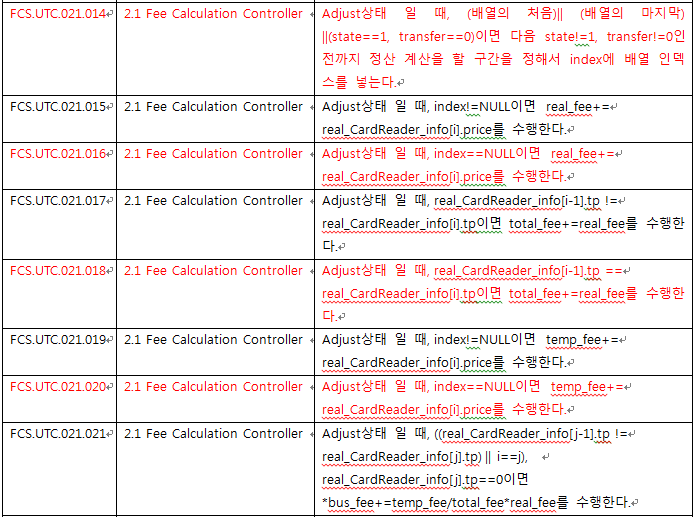 FCS.UTC.021.014 2.1 Fee Calculation Controller Adjust상태 일 때, (배열의 처음)|| (배열의 마지막)
||(state==1, transfer==0)이면 다음 state!=1, transfer!=0인
전까지 정산 계산을 할 구간을 정해서 index에 배열 인덱
스를 넣는다.
FCS.UTC.021.015 2.1 Fee Calculation Controller Adjust상태 일 때, index!=NULL이면 real_fee+=
real_CardReader_info[i].price를 수행한다.
FCS.UTC.021.016 2.1 Fee Calculation Controller Adjust상태 일 때, index==NULL이면 real_fee+=
real_CardReader_info[i].price를 수행한다.
FCS.UTC.021.017 2.1 Fee Calculation Controller Adjust상태 일 때, real_CardReader_info[i-1].tp !=
real_CardReader_info[i].tp이면 total_fee+=real_fee를 수행한
다.
FCS.UTC.021.018 2.1 Fee Calculation Controller Adjust상태 일 때, real_CardReader_info[i-1].tp ==
real_CardReader_info[i].tp이면 total_fee+=real_fee를 수행한
다.
FCS.UTC.021.019 2.1 Fee Calculation Controller Adjust상태 일 때, index!=NULL이면 temp_fee+=
real_CardReader_info[i].price를 수행한다.
FCS.UTC.021.020 2.1 Fee Calculation Controller Adjust상태 일 때, index==NULL이면 temp_fee+=
real_CardReader_info[i].price를 수행한다.
FCS.UTC.021.021 2.1 Fee Calculation Controller Adjust상태 일 때, ((real_CardReader_info[j-1].tp !=
real_CardReader_info[j].tp) || i==j),
real_CardReader_info[j].tp==0이면
*bus_fee+=temp_fee/total_fee*real_fee를 수행한다.